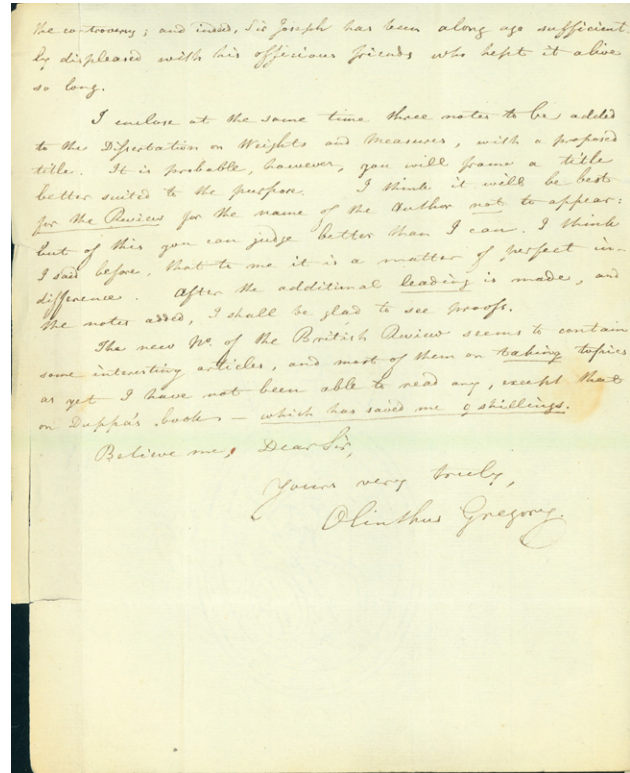 the controversy; and indeed, Sir Joseph has been along ago sufficient-
ly displeased with his officious friends who kept it alive
so long.
I enclose at the same time three notes to be added
to the Dissertation on Weights and Measures, with a proposed
title. It is probable, however, you will frame a title
better suited to the purpose. I think it will be best
for the Review for the name of the Author not to appear:
but of this you can judge better than I can. I think
I said before, that to me it is a matter of perfect in-
difference. After the additional leading is made, and
the notes added, I shall be glad to see proofs.
The new No. of the British Review seems to contain
some interesting articles, and most of them on taking topics
as yet I have not been able to read any, except that
on Duppa's book — which has saved me 9 shillings.
Believe me, Dear Sir,
Yours very truly,
Olinthus Gregory.